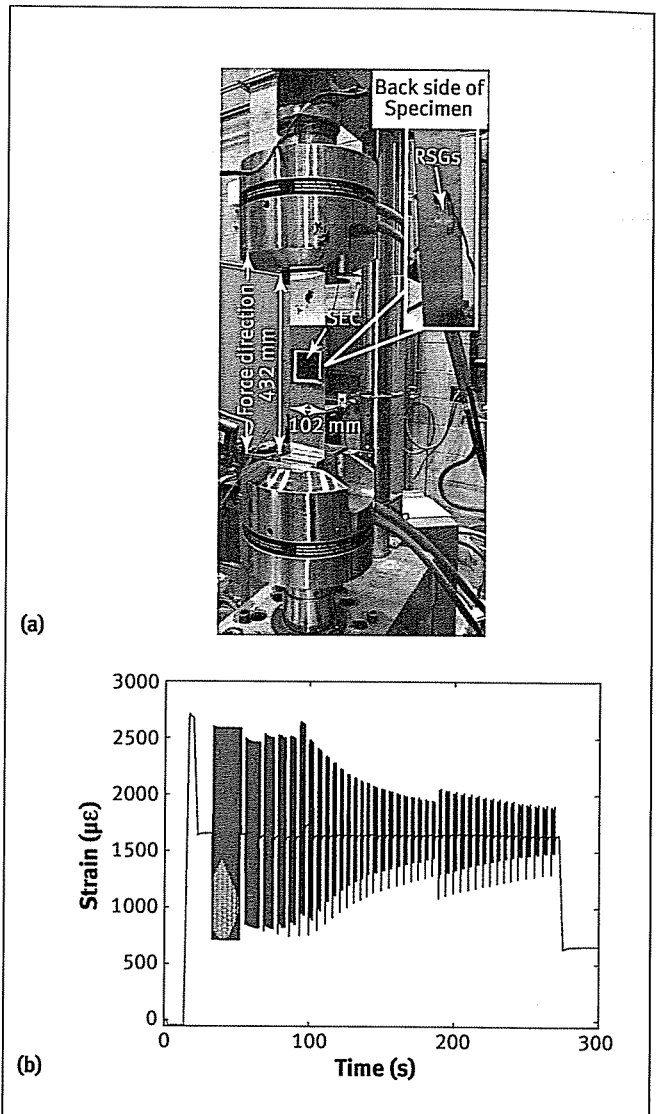 Back side of
Specimen
RSGs
SEC
Force direction
432 mm
102 mm
(a)
3000
2500
2000
1500
1000
500
0
0
100
200
300
Strain (µε)
Time (s)
(b)